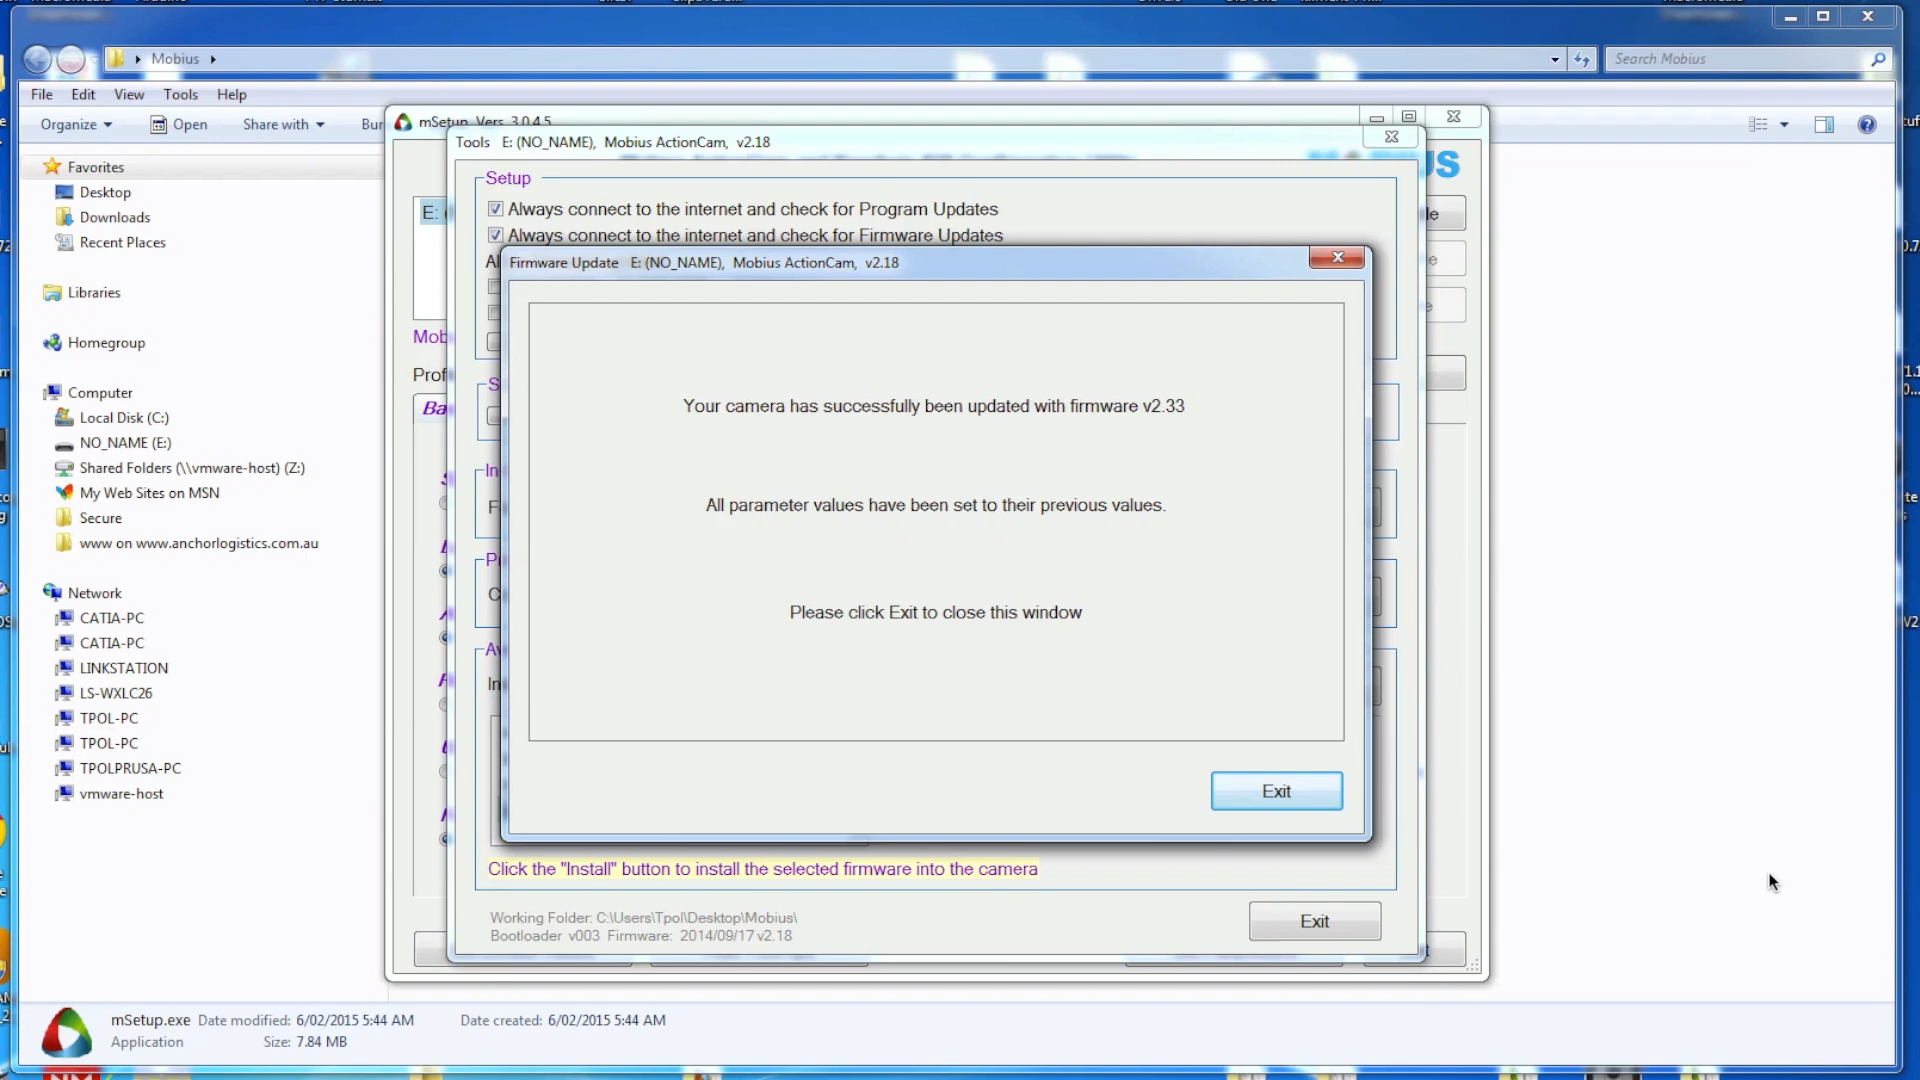 Mobius
Search Mobius
File Edit View Tools Help
Organize Open Share with Bur
Favorites
Desktop
Downloads
Recent Places
Libraries
Homegroup
Computer
Local Disk (C:)
NO_NAME (E:)
Shared Folders (\\vmware-host) (Z:)
My Web Sites on MSN
Secure
www on www.anchorlogistics.com.au
Network
CATIA-PC
CATIA-PC
LINKSTATION
LS-WXLC26
TPOL-PC
TPOL-PC
TPOLPRUSA-PC
vmware-host
mSetup Vers 3.0.4.5
E:
Mob
Prof
Ba
Tools E: (NO_NAME), Mobius ActionCam, v2.18
Setup
Always connect to the internet and check for Program Updates
Always connect to the internet and check for Firmware Updates
Firmware Update E: (NO_NAME), Mobius ActionCam, v2.18
Your camera has successfully been updated with firmware v2.33
All parameter values have been set to their previous values.
Please click Exit to close this window
Exit
Click the "Install" button to install the selected firmware into the camera
Working Folder: C:\Users\Tpol\Desktop\Mobius\
Bootloader v003 Firmware: 2014/09/17 v2.18
Exit
mSetup.exe Date modified: 6/02/2015 5:44 AM Date created: 6/02/2015 5:44 AM
Application Size: 7.84 MB